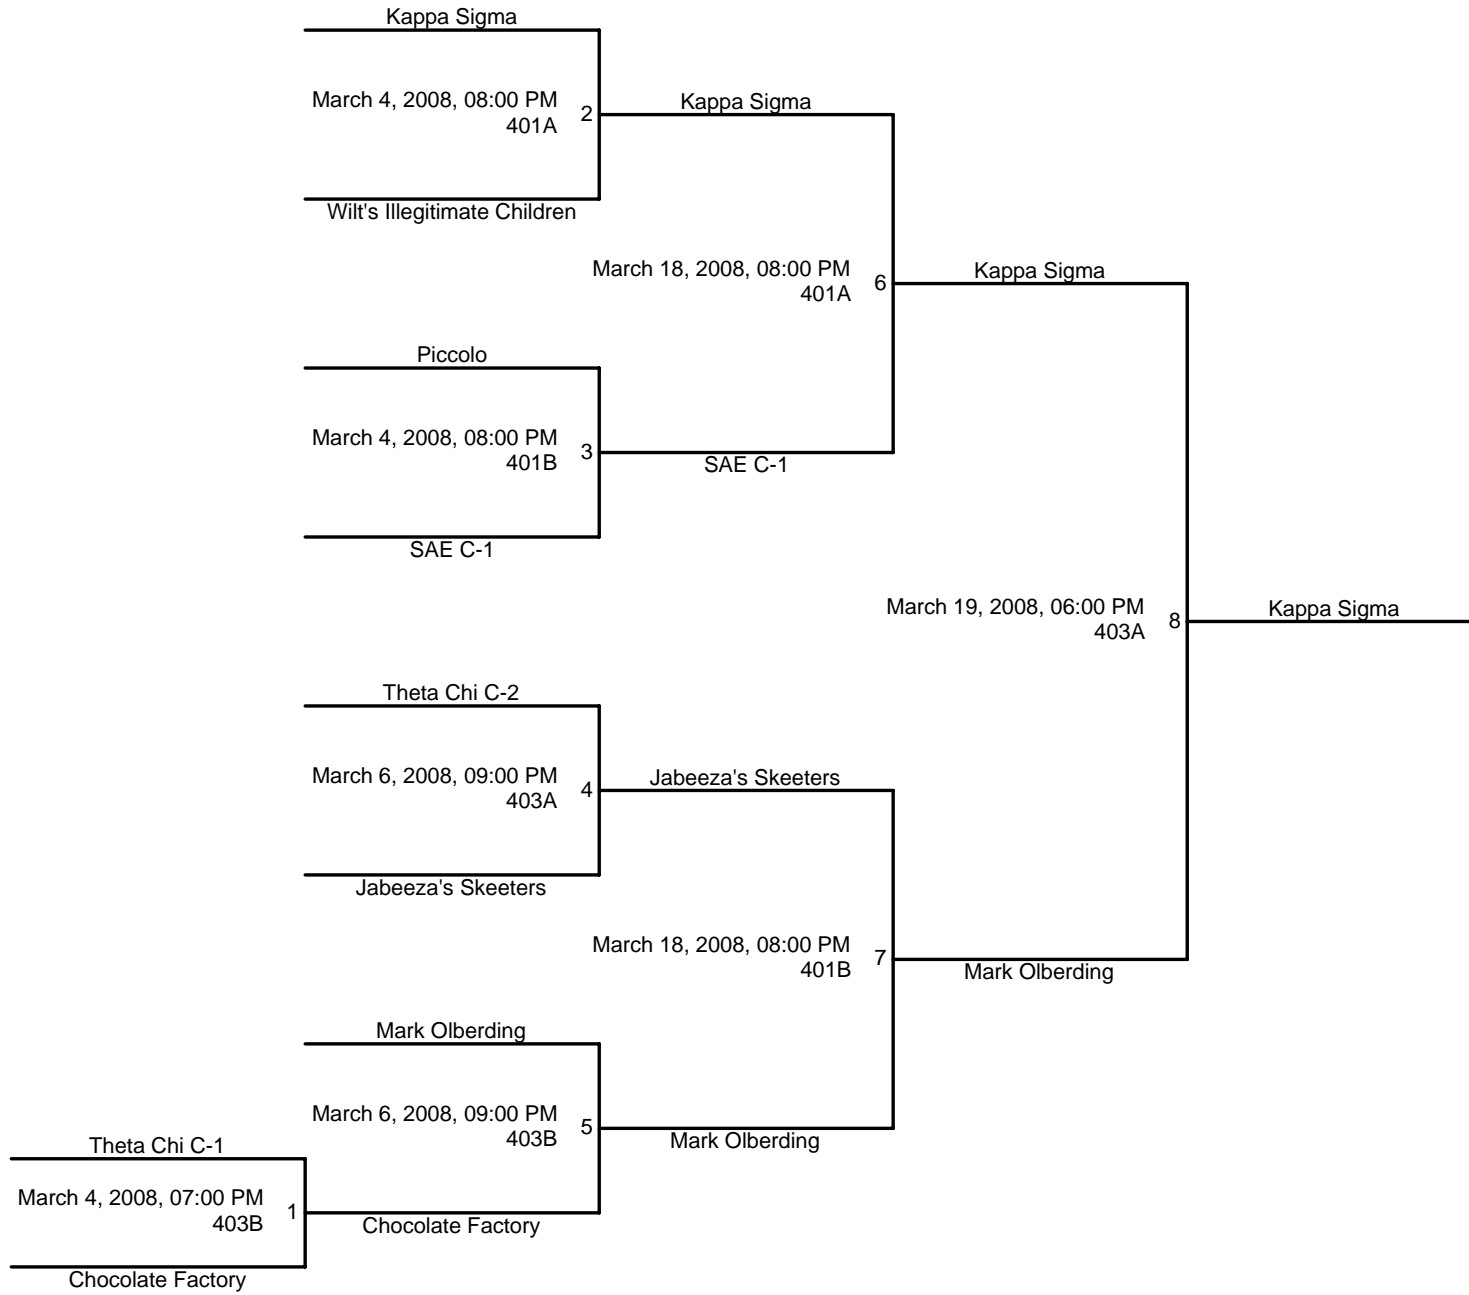 Kappa Sigma
March 4, 2008, 08:00 PM
401A
2
Kappa Sigma
Wilt's Illegitimate Children
March 18, 2008, 08:00 PM
401A
6
Kappa Sigma
Piccolo
March 4, 2008, 08:00 PM
401B
3
SAE C-1
SAE C-1
March 19, 2008, 06:00 PM
403A
8
Kappa Sigma
Theta Chi C-2
March 6, 2008, 09:00 PM
403A
4
Jabeeza's Skeeters
Jabeeza's Skeeters
March 18, 2008, 08:00 PM
401B
7
Mark Olberding
Mark Olberding
March 6, 2008, 09:00 PM
403B
5
Mark Olberding
Theta Chi C-1
March 4, 2008, 07:00 PM
403B
1
Chocolate Factory
Chocolate Factory